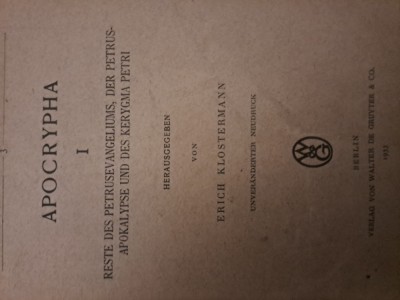 APOCRYPHA
I
RESTE DES PETRUSEVANGELIUMS, DER PETRUS-
APOKALYPSE UND DES KERYGMA PETRI
HERAUSGEGEBEN
VON
ERICH KLOSTERMANN
UNVERÄNDERTER NEUDRUCK
W&G
BERLIN
1933
VERLAG VON WALTER DE GRUYTER & CO.